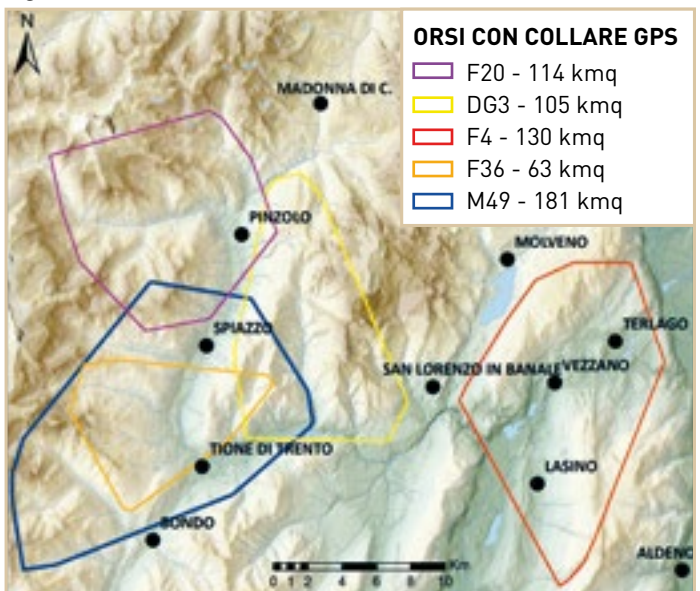 N
ORSI CON COLLARE GPS
F20 - 114 kmq
DG3 - 105 kmq
F4 - 130 kmq
F36 - 63 kmq
M49 - 181 kmq
MADONNA DI C.
PINZOLO
MOLVENO
SPIAZZO
TERLAGO
SAN LORENZO IN BANALE
VEZZANO
TIONE DI TRENTO
LASINO
BONDO
ALDENO
Km
0 1 2 4 6 8 10